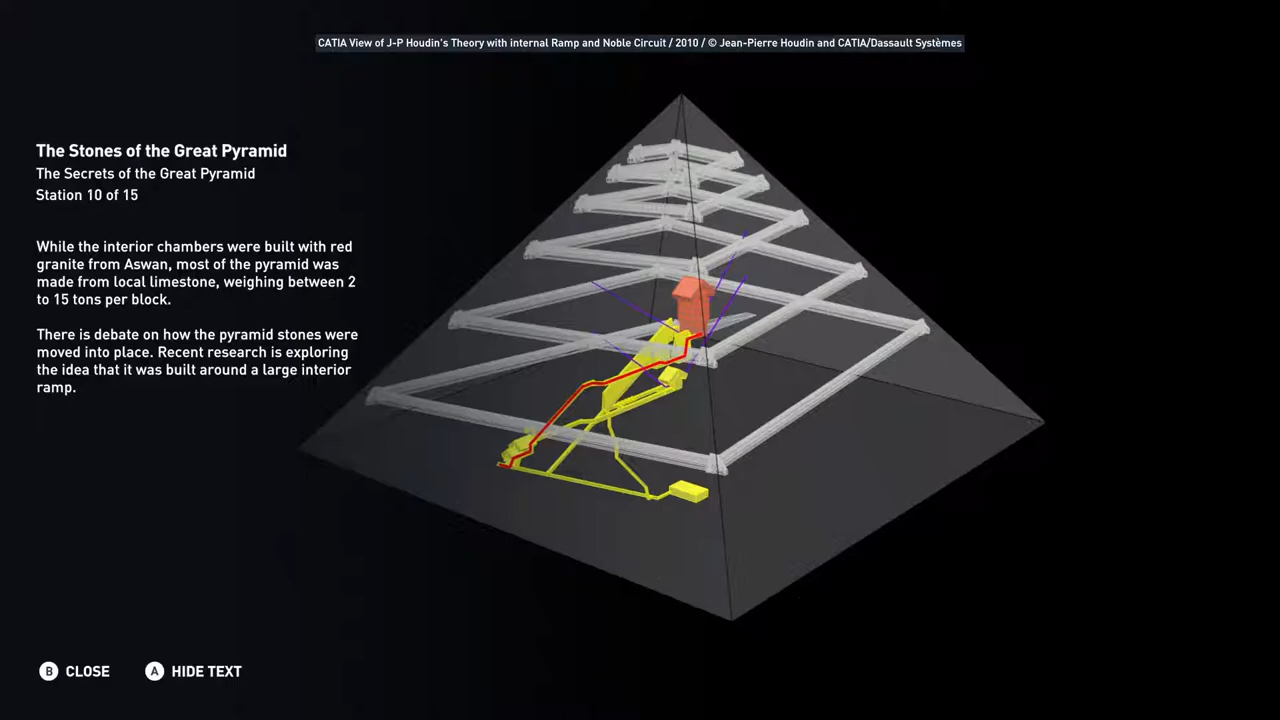 CATIA View of J-P Houdin's Theory with internal Ramp and Noble Circuit / 2010 / © Jean-Pierre Houdin and CATIA/Dassault Systèmes
The Stones of the Great Pyramid
The Secrets of the Great Pyramid
Station 10 of 15
While the interior chambers were built with red
granite from Aswan, most of the pyramid was
made from local limestone, weighing between 2
to 15 tons per block.
There is debate on how the pyramid stones were
moved into place. Recent research is exploring
the idea that it was built around a large interior
ramp.
B CLOSE
A HIDE TEXT